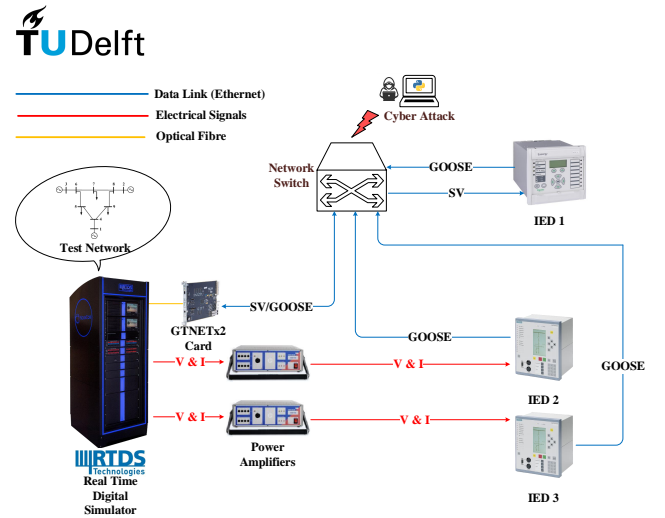 TUDelft
Data Link (Ethernet)
Electrical Signals
Optical Fibre
Cyber Attack
Network
Switch
GOOSE
SV
IED 1
Test Network
SV/GOOSE
GTNETx2
Card
GOOSE
GOOSE
V & I
V & I
IED 2
V & I
V & I
Power
Amplifiers
IED 3
RTDS
Technologies
Real Time
Digital
Simulator